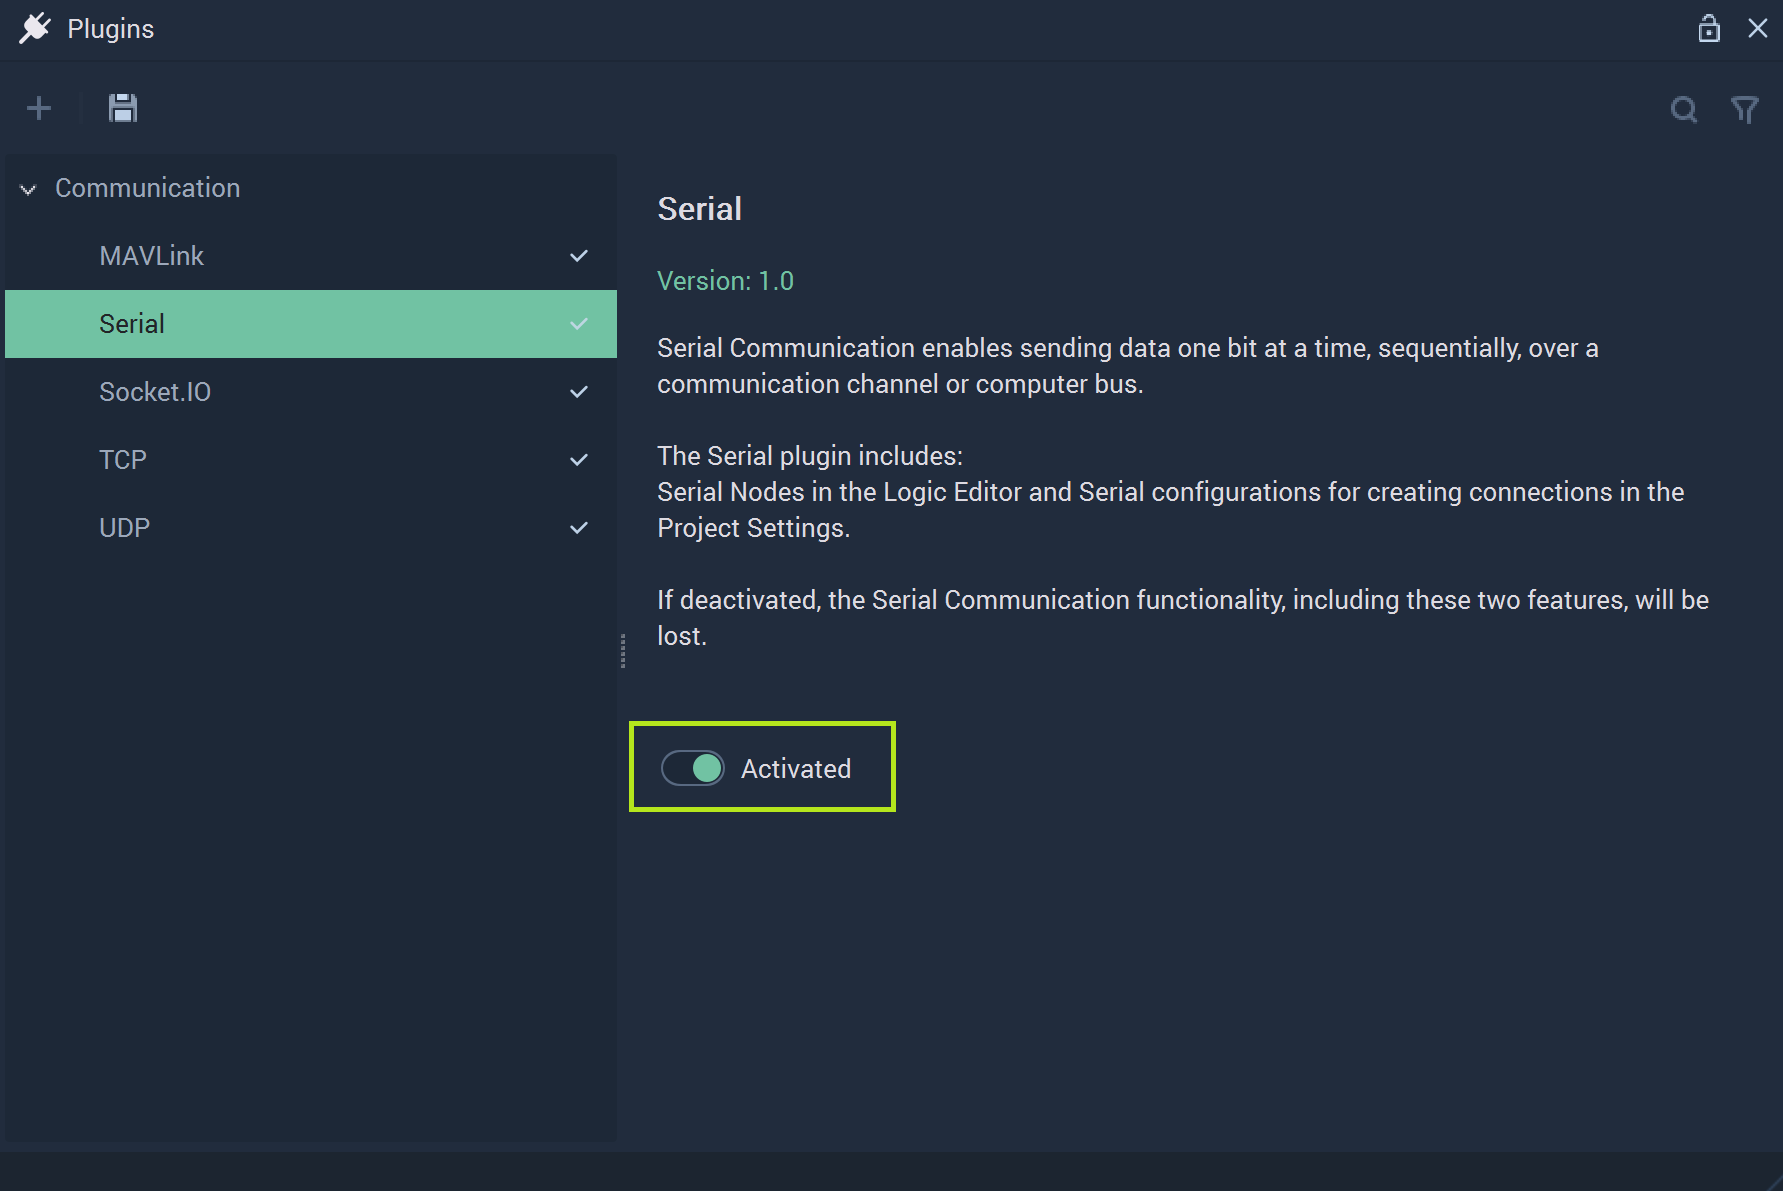 Plugins
Communication
MAVLink
Serial
Socket.IO
TCP
UDP
Serial
Version: 1.0
Serial Communication enables sending data one bit at a time, sequentially, over a
communication channel or computer bus.
The Serial plugin includes:
Serial Nodes in the Logic Editor and Serial configurations for creating connections in the
Project Settings.
If deactivated, the Serial Communication functionality, including these two features, will be
lost.
Activated